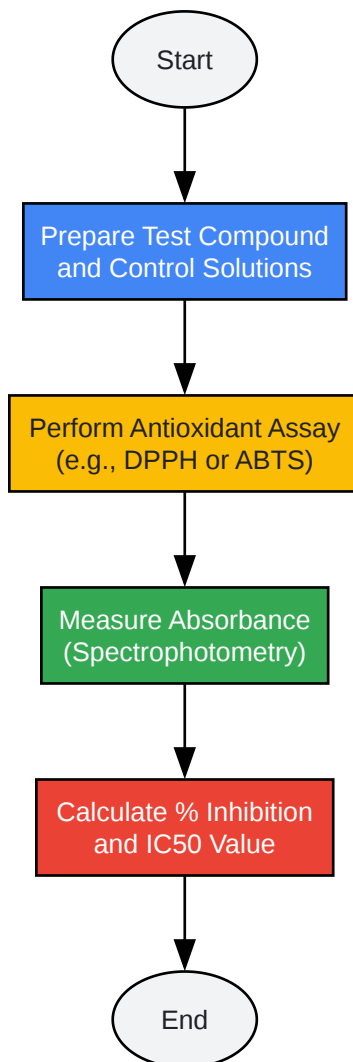 Start
Prepare Test Compound
and Control Solutions
Perform Antioxidant Assay
(e.g., DPPH or ABTS)
Measure Absorbance
(Spectrophotometry)
Calculate % Inhibition
and IC50 Value
End